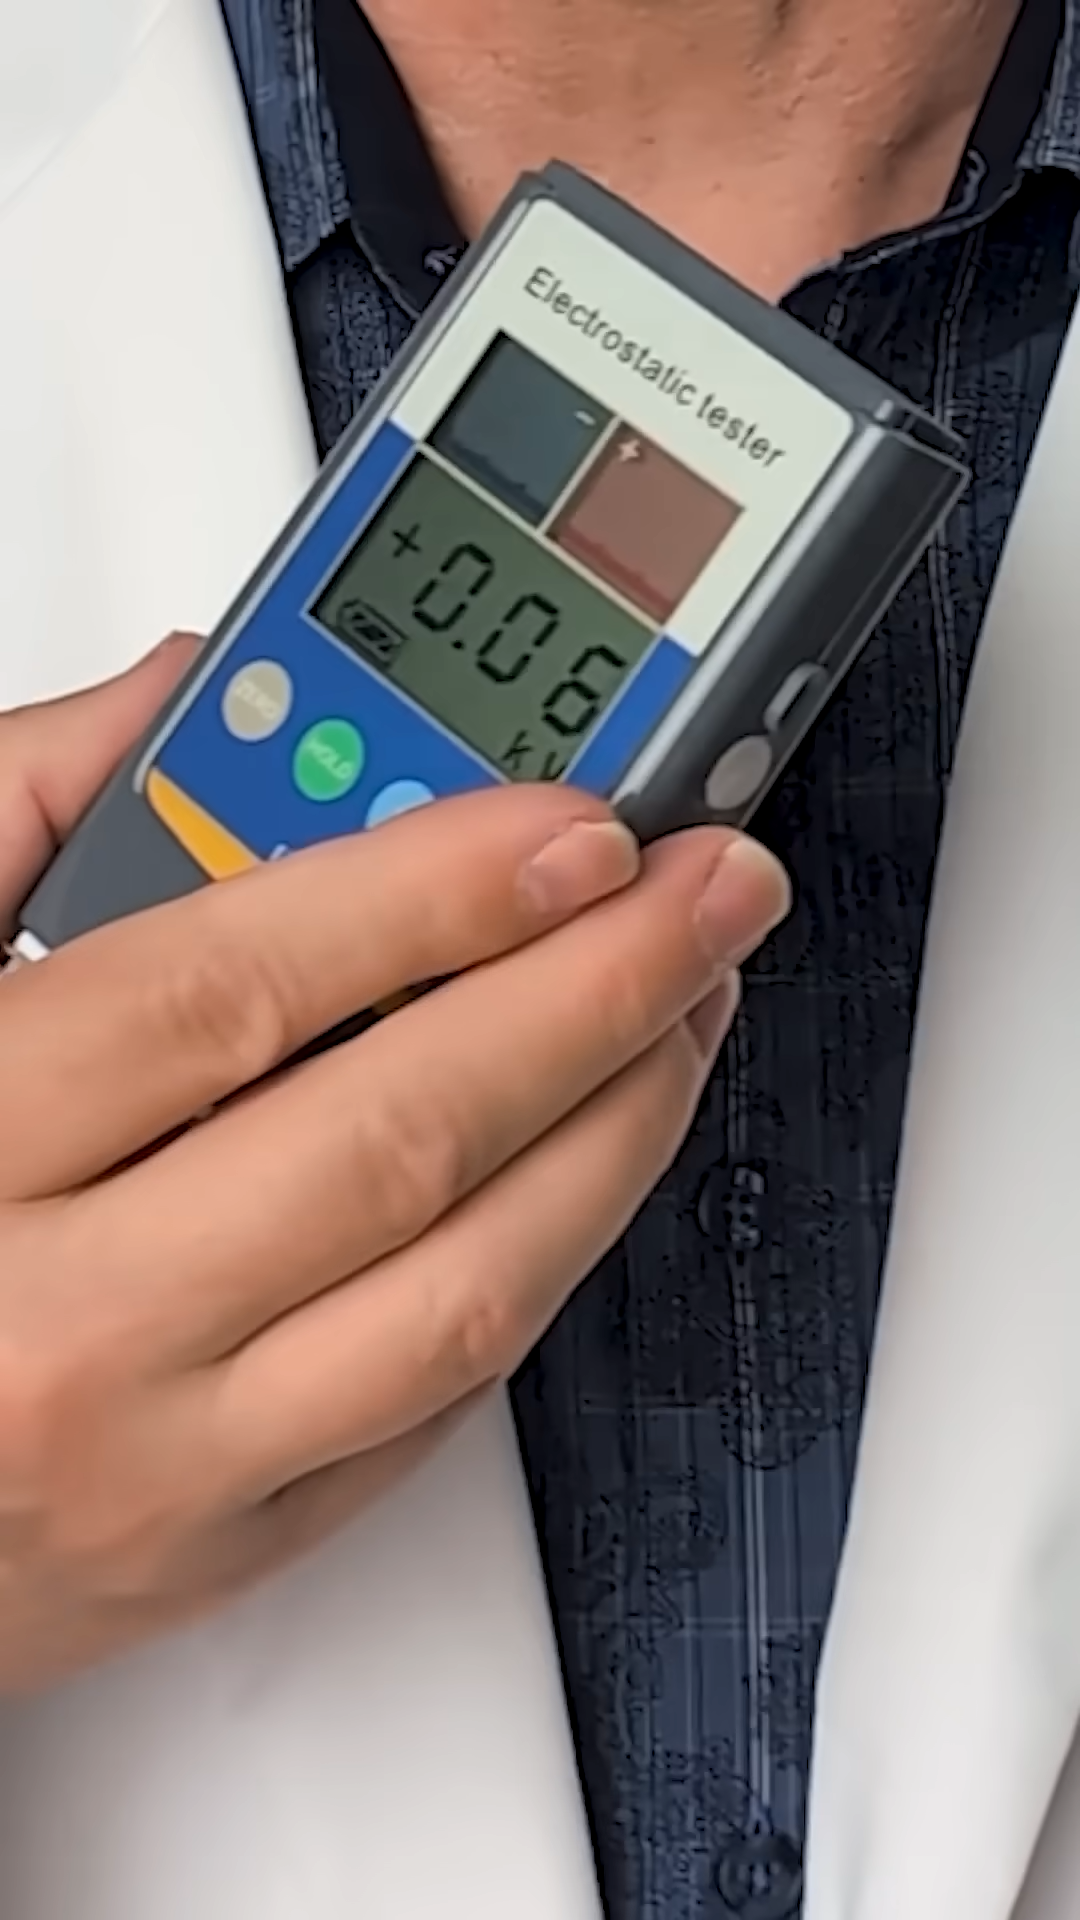 Electrostatic tester
- +
+0.06
kV
ZERO HOLD